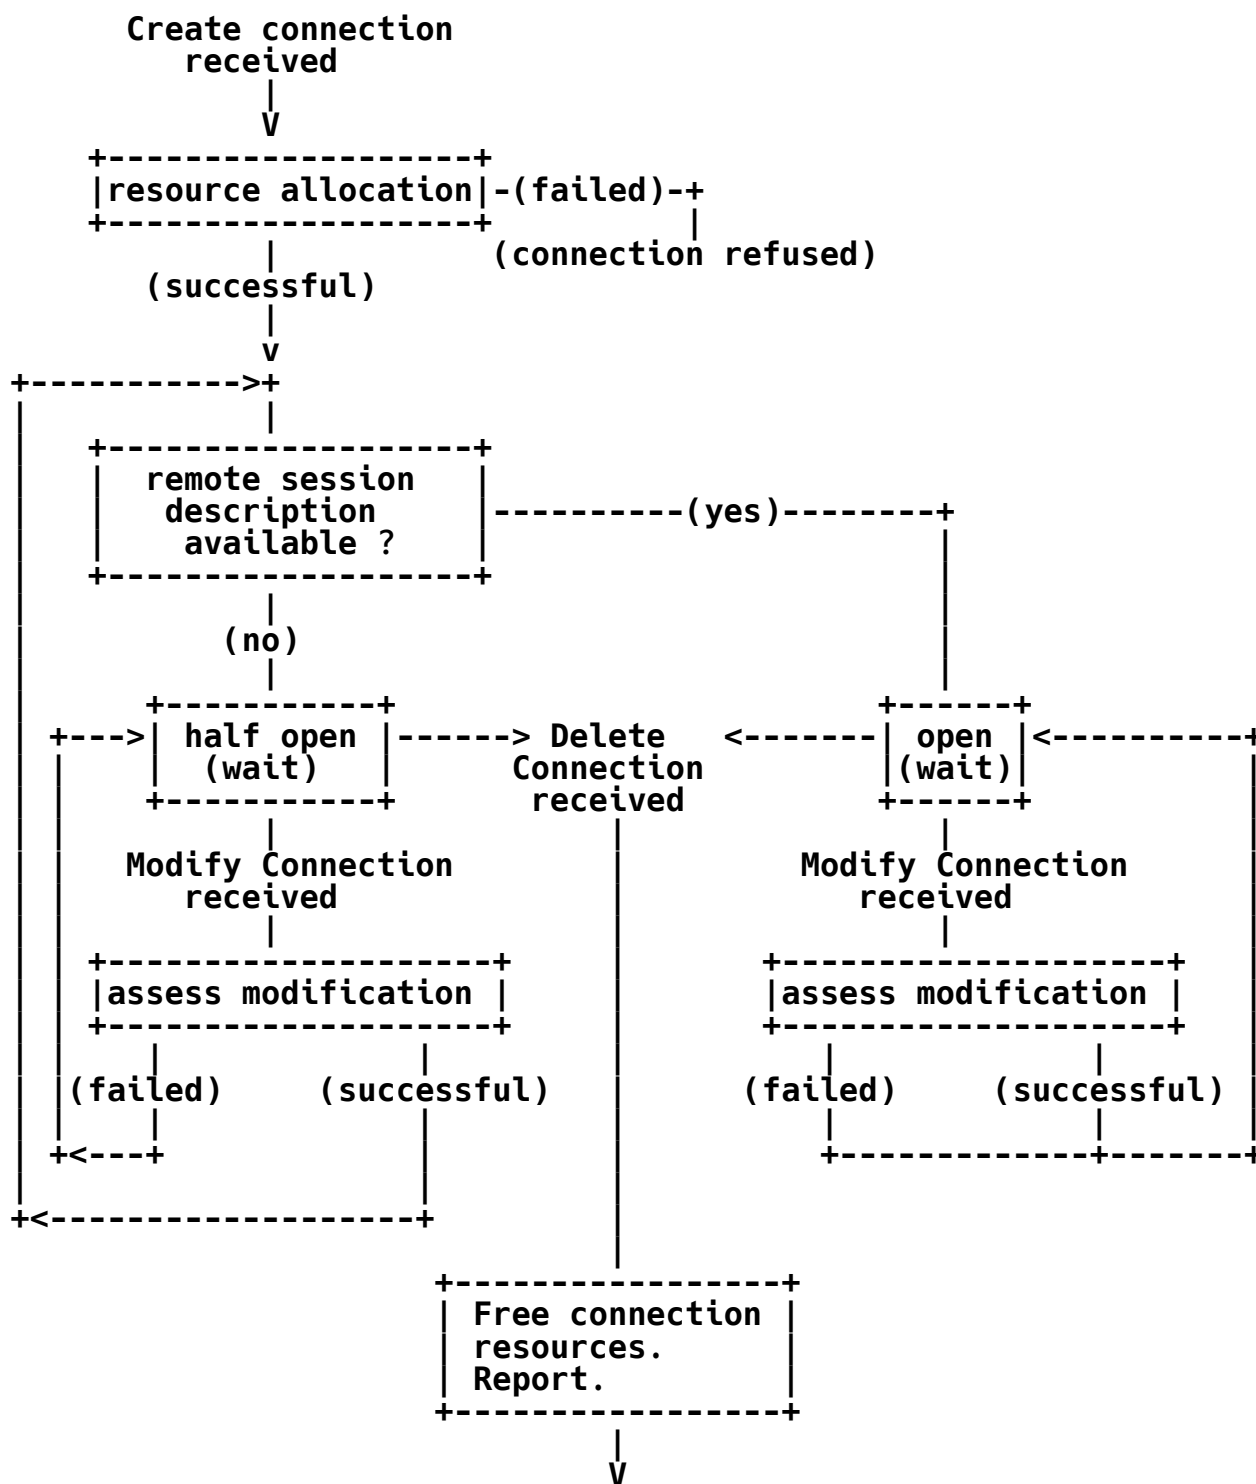 Create connection
received
resource allocation -(failed)-
(connection refused)
(successful)
remote session
description (yes)
available ?
(no)
half open Delete open
(wait) Connection (wait)
received
Modify Connection Modify Connection
received received
assess modification assess modification
(failed) (successful) (failed) (successful)
Free connection
resources.
Report.